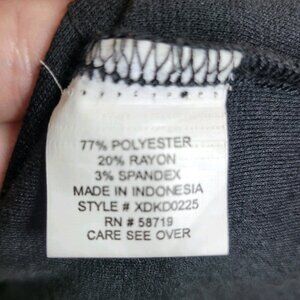 77% POLYESTER
20% RAYON
3% SPANDEX
MADE IN INDONESIA
STYLE # XDKD0225
RN # 58719
CARE SEE OVER